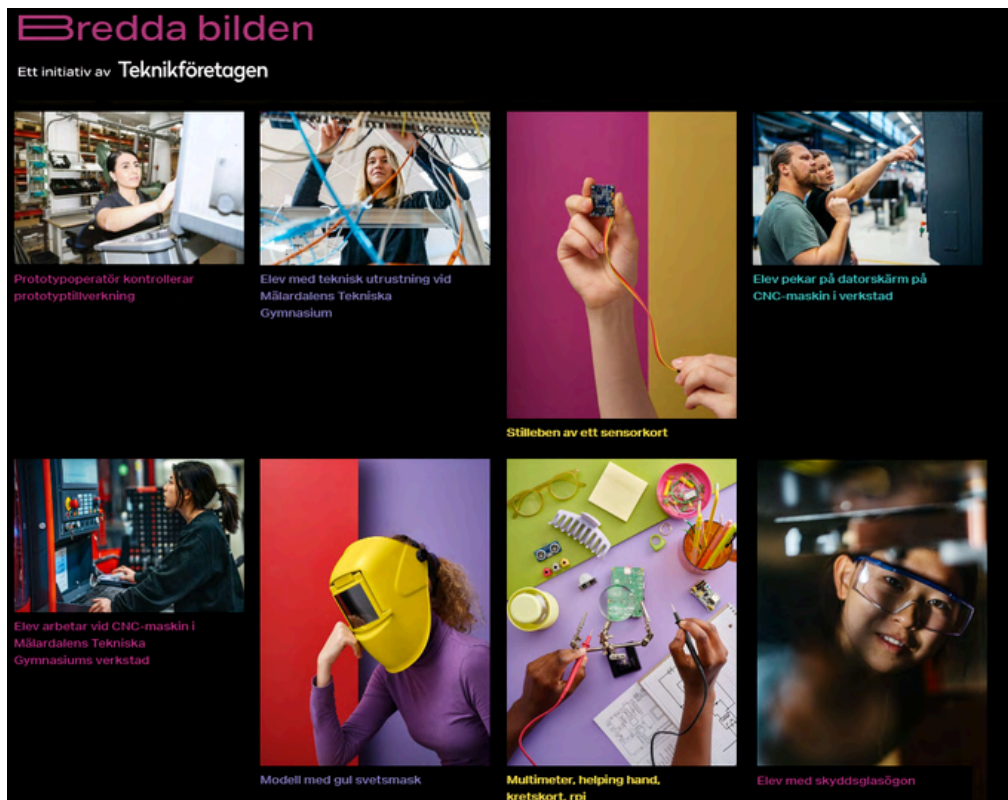 Bredda bilden
Ett initiativ av Teknikföretagen
Prototypoperatör kontrollerar
prototyptillverkning
Elev med teknisk utrustning vid
Mälardalens Tekniska
Gymnasium
Stilleben av ett sensorkort
Elev pekar på datorskärm på
CNC-maskin i verkstad
Elev arbetar vid CNC-maskin i
Mälardalens Tekniska
Gymnasiums verkstad
Modell med gul svetsmask
Multimeter, helping hand,
kretskort, rpi
Elev med skyddsglasögon